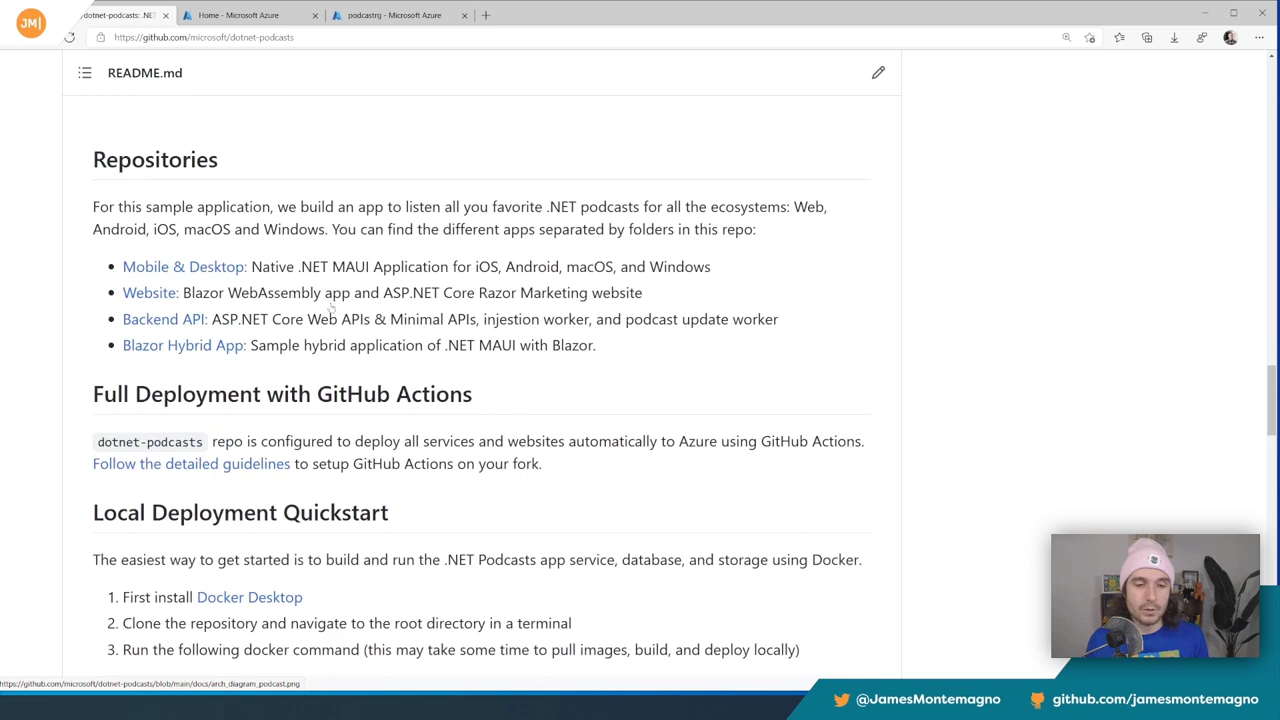 JM|
dotnet-podcasts: .NET
Home - Microsoft Azure
podcastrg - Microsoft Azure
https://github.com/microsoft/dotnet-podcasts
README.md
Repositories
For this sample application, we build an app to listen all you favorite .NET podcasts for all the ecosystems: Web,
Android, iOS, macOS and Windows. You can find the different apps separated by folders in this repo:
• Mobile & Desktop: Native .NET MAUI Application for iOS, Android, macOS, and Windows
• Website: Blazor WebAssembly app and ASP.NET Core Razor Marketing website
• Backend API: ASP.NET Core Web APIs & Minimal APIs, injestion worker, and podcast update worker
• Blazor Hybrid App: Sample hybrid application of .NET MAUI with Blazor.
Full Deployment with GitHub Actions
dotnet-podcasts repo is configured to deploy all services and websites automatically to Azure using GitHub Actions.
Follow the detailed guidelines to setup GitHub Actions on your fork.
Local Deployment Quickstart
The easiest way to get started is to build and run the .NET Podcasts app service, database, and storage using Docker.
1. First install Docker Desktop
2. Clone the repository and navigate to the root directory in a terminal
3. Run the following docker command (this may take some time to pull images, build, and deploy locally)
https://github.com/microsoft/dotnet-podcasts/blob/main/docs/arch_diagram_podcast.png
@JamesMontemagno
github.com/jamesmontemagno